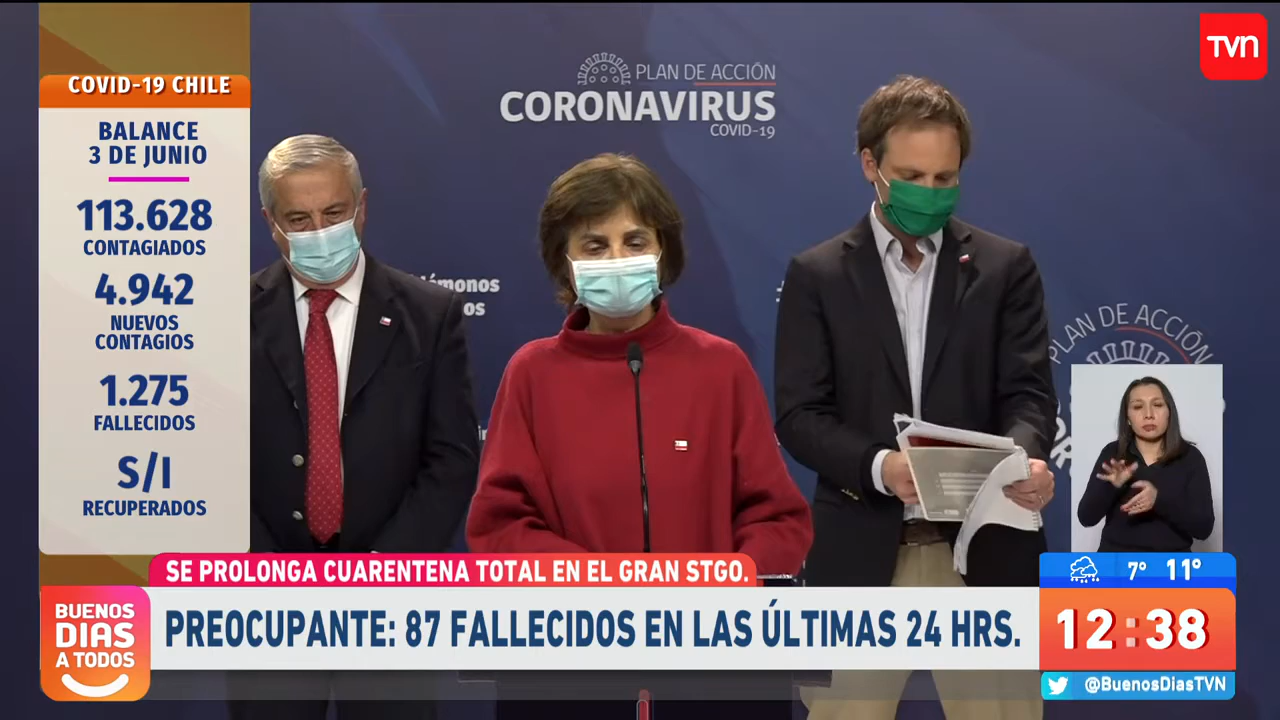 COVID-19 CHILE
BALANCE
3 DE JUNIO
113.628
CONTAGIADOS
4.942
NUEVOS
CONTAGIOS
1.275
FALLECIDOS
S/I
RECUPERADOS
PLAN DE ACCIÓN
CORONAVIRUS
COVID-19
TVN
PLAN DE ACCIÓN
SE PROLONGA CUARENTENA TOTAL EN EL GRAN STGO.
PREOCUPANTE: 87 FALLECIDOS EN LAS ÚLTIMAS 24 HRS.
BUENOS
DIAS
A TODOS
7° 11°
12:38
@BuenosDiasTVN